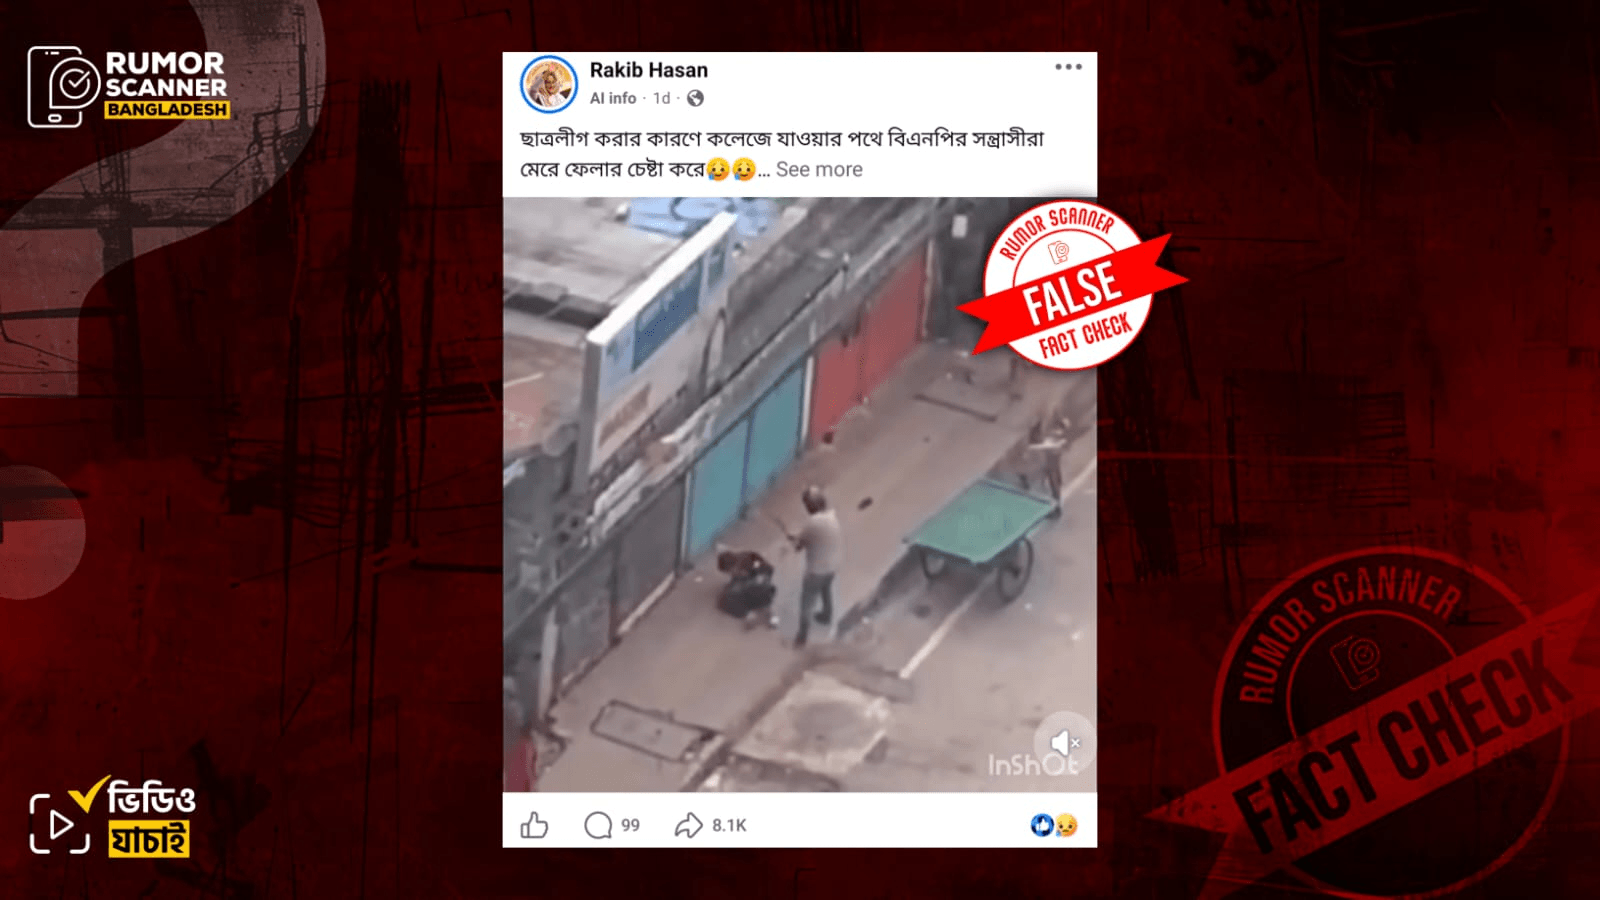 RUMOR
SCANNER
BANGLADESH
Rakib Hasan
AI info · 1d ·
ছাত্রলীগ করার কারণে কলেজে যাওয়ার পথে বিএনপির সন্ত্রাসীরা
মেরে ফেলার চেষ্টা করে😥😥... See more
RUMOR SCANNER
FALSE
FACT CHECK
InShOt
99
8.1K
ভিডিও
যাচাই
RUMOR SCANNER
FACT CHECK